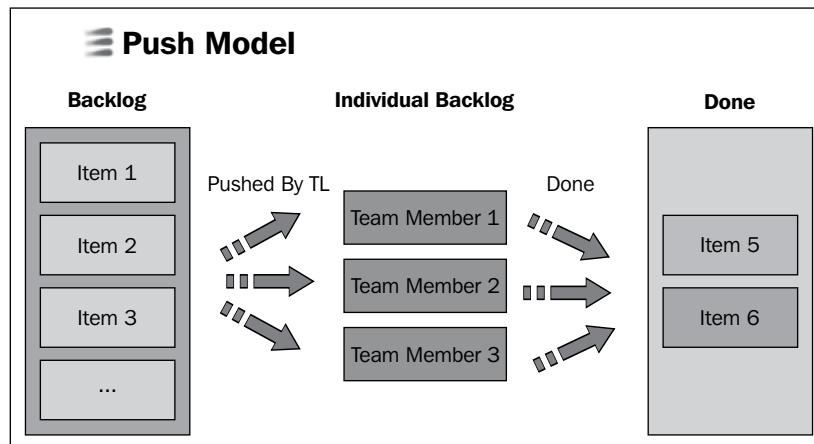 Push Model
Backlog
Individual Backlog
Done
Item 1
Item 2
Item 3
...
Pushed By TL
Team Member 1
Team Member 2
Team Member 3
Done
Item 5
Item 6